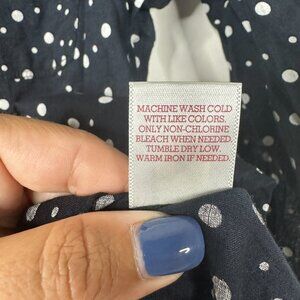 MACHINE WASH COLD
WITH LIKE COLORS.
ONLY NON-CHLORINE
BLEACH WHEN NEEDED.
TUMBLE DRY LOW.
WARM IRON IF NEEDED.